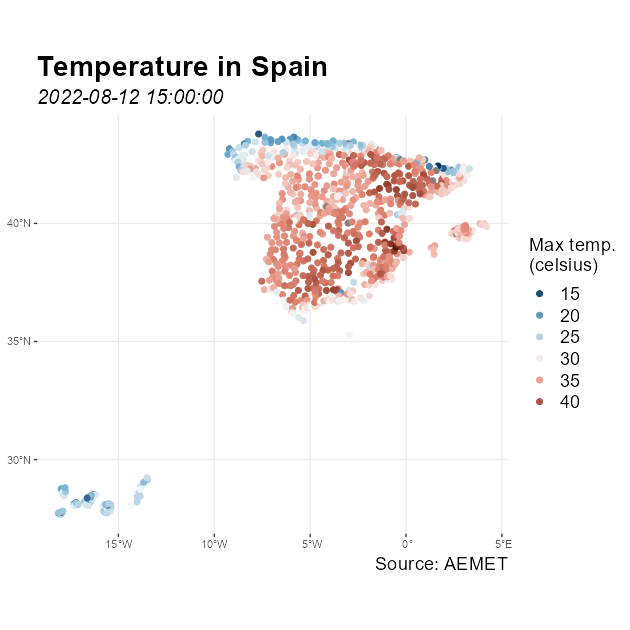 Temperature in Spain
2022-08-12 15:00:00
40°N
35°N
30°N
15°W
10°W
5°W
0°
5°E
Max temp.
(celsius)
15
20
25
30
35
40
Source: AEMET